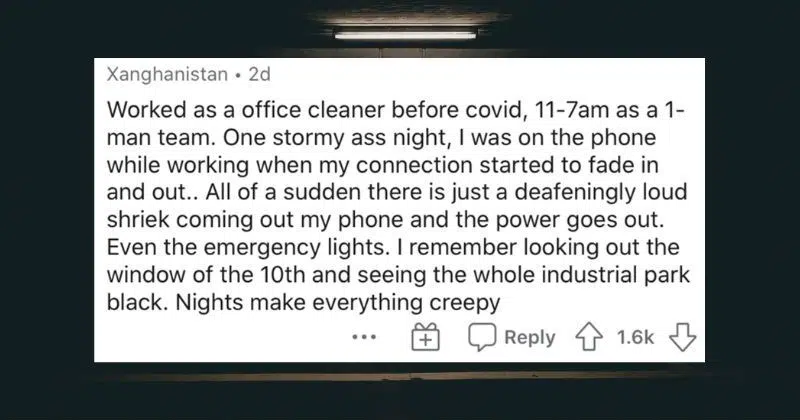 Xanghanistan • 2d
Worked as a office cleaner before covid, 11-7am as a 1-
man team. One stormy ass night, I was on the phone
while working when my connection started to fade in
and out.. All of a sudden there is just a deafeningly loud
shriek coming out my phone and the power goes out.
Even the emergency lights. I remember looking out the
window of the 10th and seeing the whole industrial park
black. Nights make everything creepy
••• Reply 1.6k